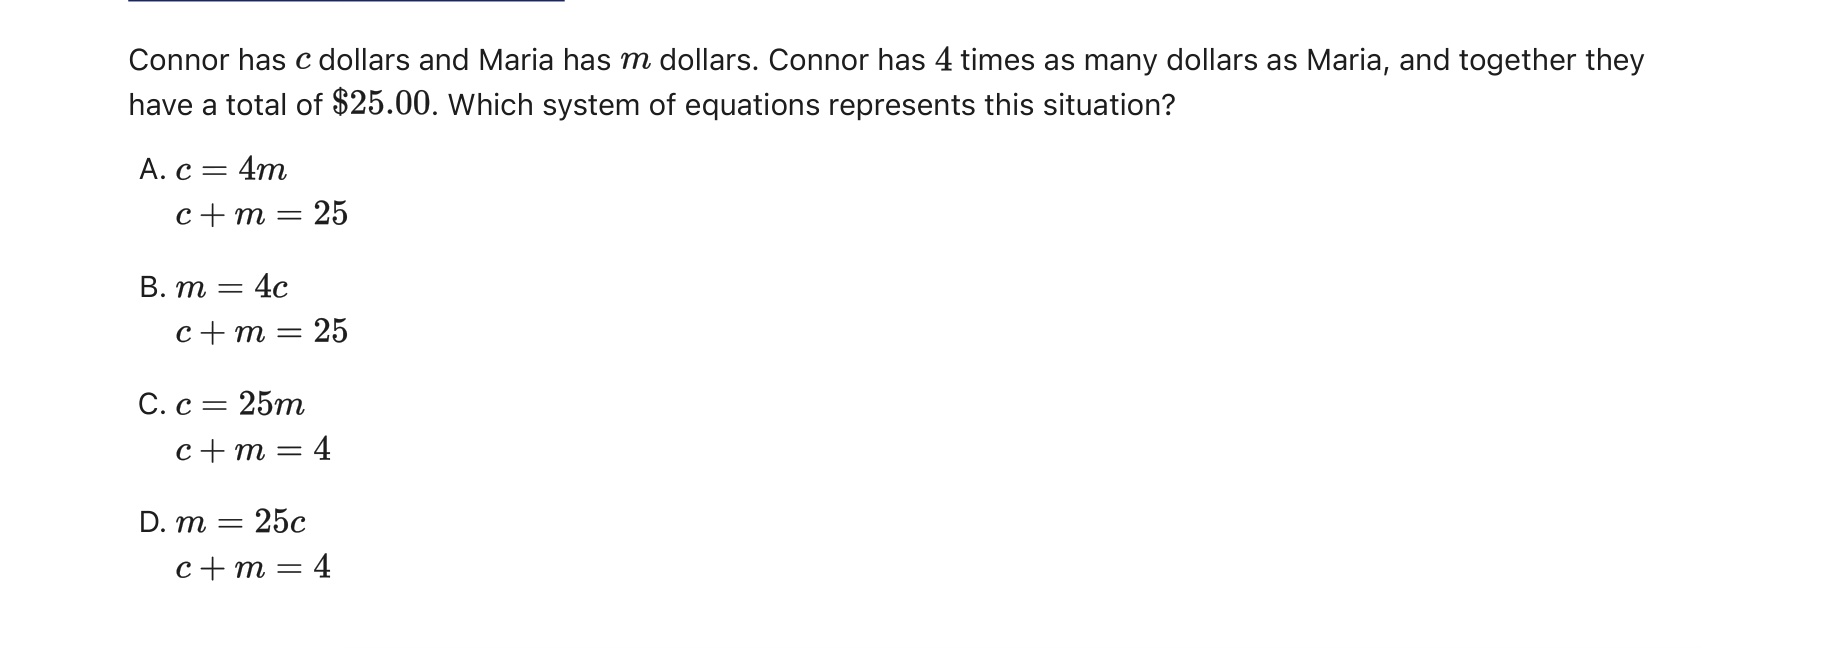 Connor has c dollars and Maria has m dollars. Connor has 4 times as many dollars as Maria, and together they
have a total of $25.00. Which system of equations represents this situation?
A. c = 4m
c + m = 25
B. m = 4c
c + m = 25
C. c = 25m
c + m = 4
D. m = 25c
c + m = 4